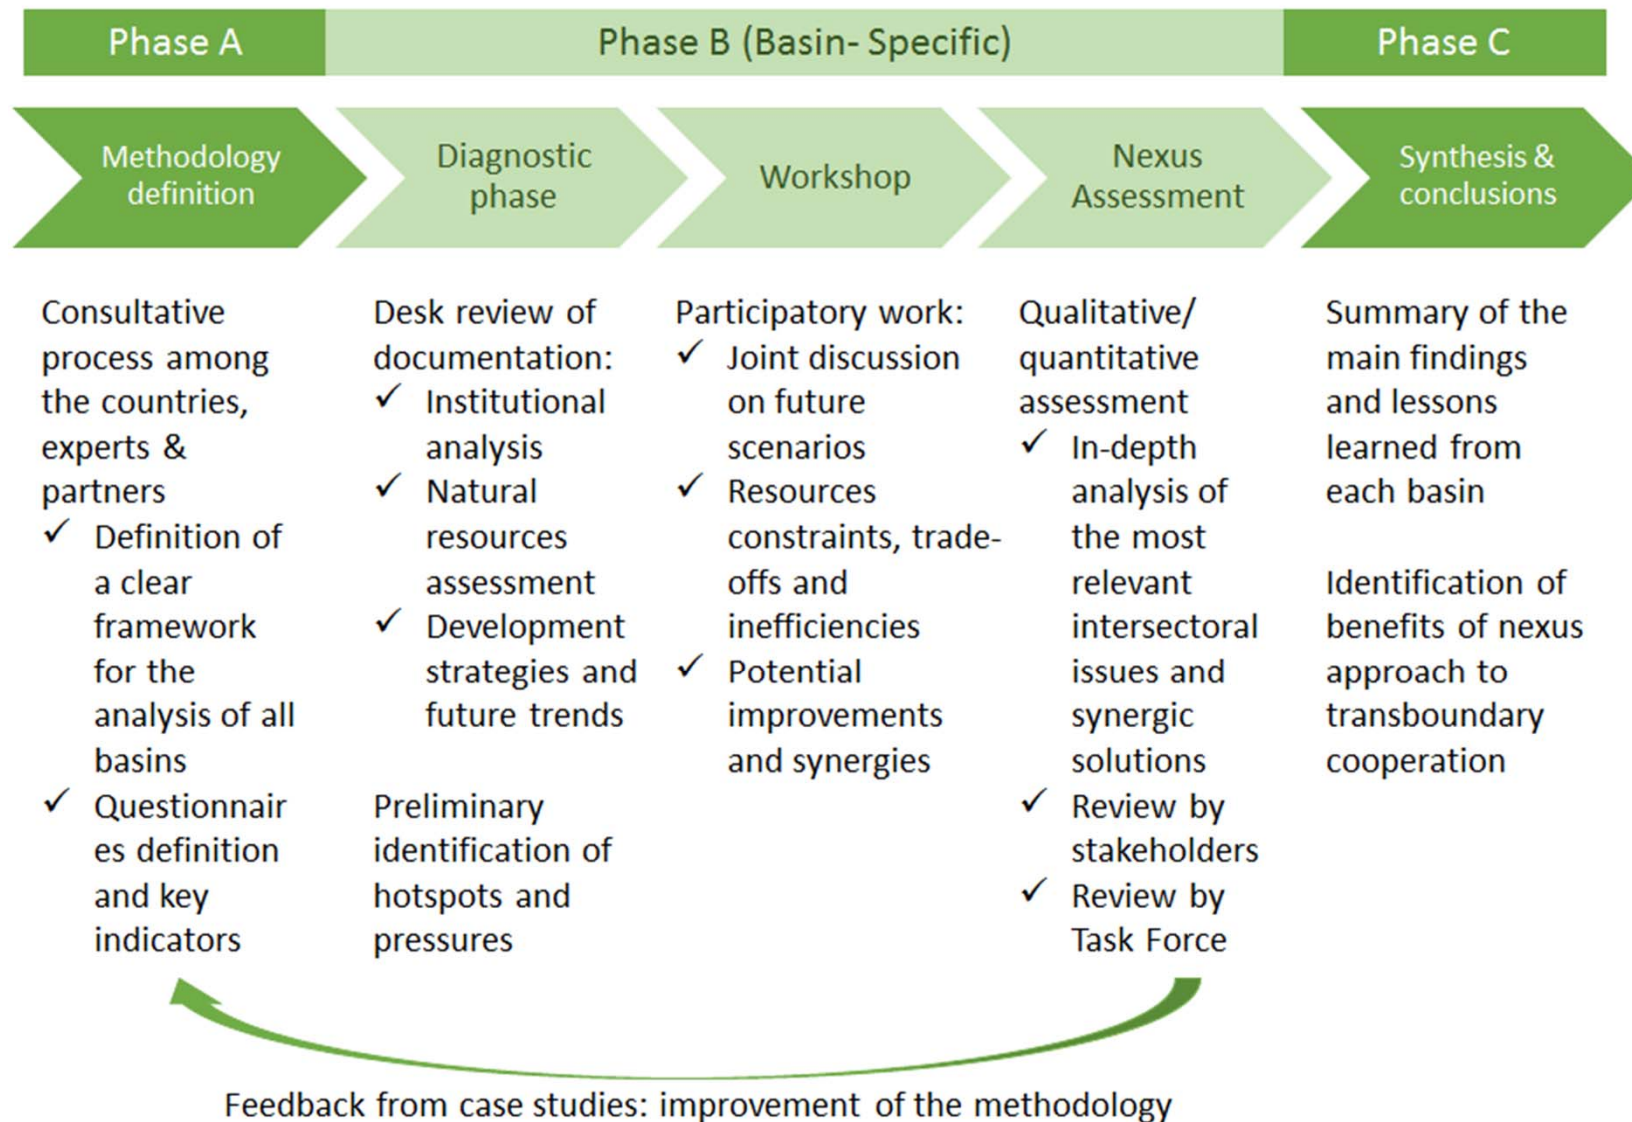 Phase A
Phase B (Basin- Specific)
Phase C
Methodology
definition
Diagnostic
phase
Workshop
Nexus
Assessment
Synthesis &
conclusions
Consultative
process among
the countries,
experts &
partners
✓ Definition of
a clear
framework
for the
analysis of all
basins
✓ Questionnair
es definition
and key
indicators
Desk review of
documentation:
✓ Institutional
analysis
✓ Natural
resources
assessment
✓ Development
strategies and
future trends
Preliminary
identification of
hotspots and
pressures
Participatory work:
✓ Joint discussion
on future
scenarios
✓ Resources
constraints, trade-
offs and
inefficiencies
✓ Potential
improvements
and synergies
Qualitative/
quantitative
assessment
✓ In-depth
analysis of
the most
relevant
intersectoral
issues and
synergic
solutions
✓ Review by
stakeholders
✓ Review by
Task Force
Summary of the
main findings
and lessons
learned from
each basin
Identification of
benefits of nexus
approach to
transboundary
cooperation
Feedback from case studies: improvement of the methodology